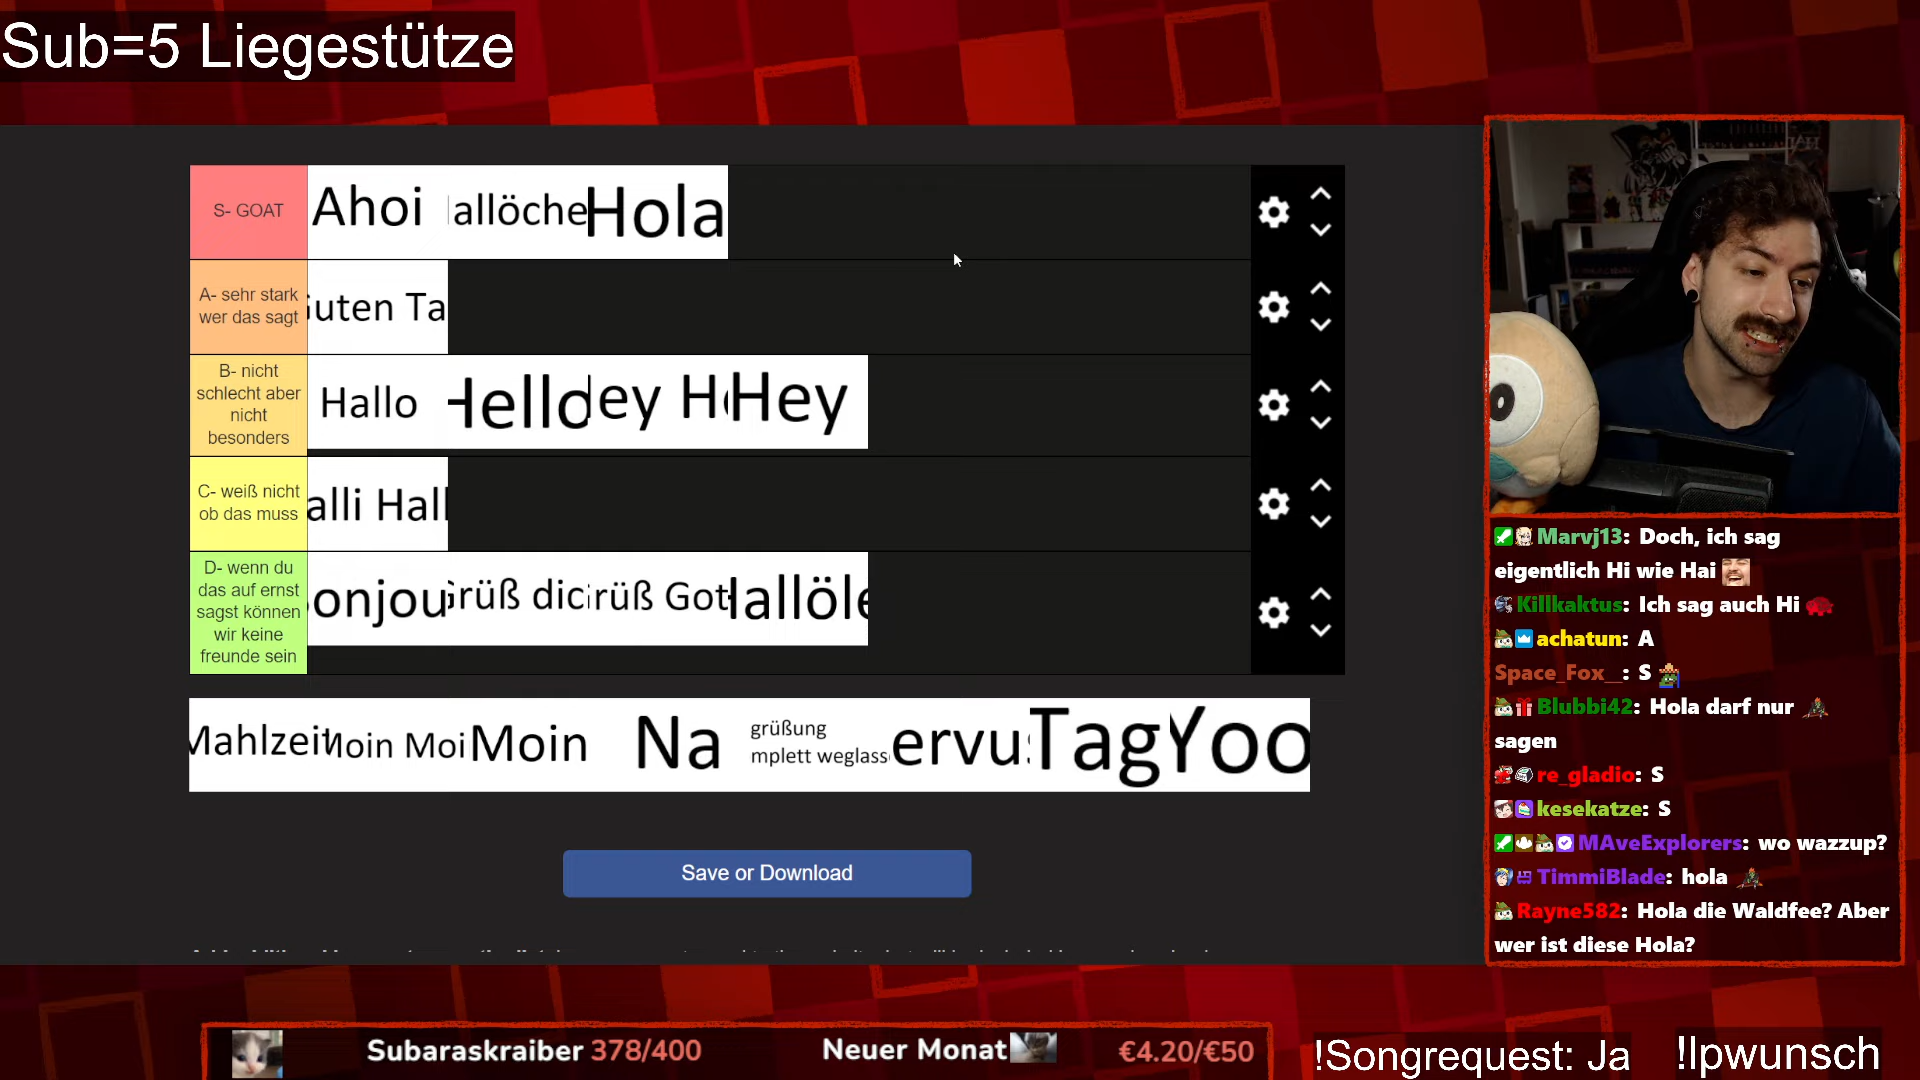 Sub=5 Liegestütze
S- GOAT
Ahoi
allöche
Hola
A- sehr stark
wer das sagt
uten Ta
B- nicht
schlecht aber
nicht
besonders
Hallo
Hello
ey H
Hey
C- weiß nicht
ob das muss
alli Hall
D- wenn du
das auf ernst
sagst können
wir keine
freunde sein
onjou
rüß dic
rüß Got
allöle
Mahlzeit
Moin Moi
Moin
Na
grüßung
mplett weglass
ervu
Tag
Yoo
Save or Download
Marvj13: Doch, ich sag
eigentlich Hi wie Hai
Killkaktus: Ich sag auch Hi
achatun: A
Space_Fox__: S
Blubbi42: Hola darf nur
sagen
re_gladio: S
kesekatze: S
MAveExplorers: wo wazzup?
TimmiBlade: hola
Rayne582: Hola die Waldfee? Aber
wer ist diese Hola?
Subaraskraiber 378/400
Neuer Monat
€4.20/€50
!Songrequest: Ja
!lpwunsch